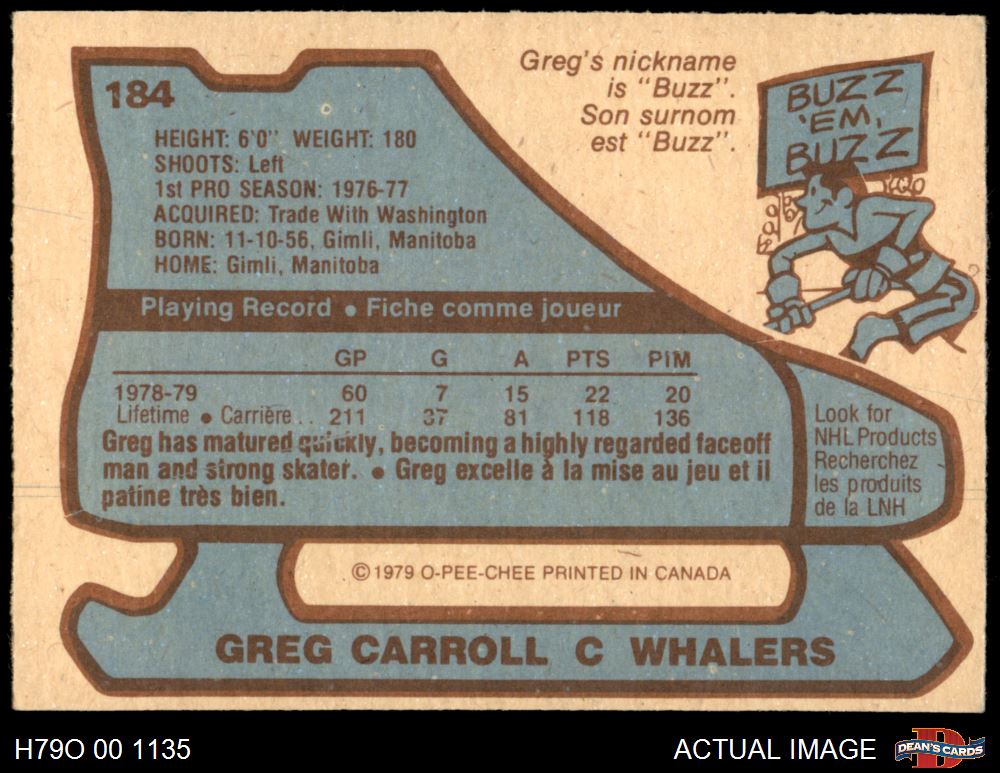 184
Greg's nickname
is "Buzz".
Son surnom
est "Buzz".
BUZZ
'EM,
BUZZ
HEIGHT: 6'0" WEIGHT: 180
SHOOTS: Left
1st PRO SEASON: 1976-77
ACQUIRED: Trade With Washington
BORN: 11-10-56, Gimli, Manitoba
HOME: Gimli, Manitoba
Playing Record • Fiche comme joueur
GP G A PTS PIM
1978-79 60 7 15 22 20
Lifetime • Carrière .. 211 37 81 118 136
Greg has matured quickly, becoming a highly regarded faceoff
man and strong skater. • Greg excelle à la mise au jeu et il
patine très bien.
Look for
NHL Products
Recherchez
les produits
de la LNH
© 1979 O-PEE-CHEE PRINTED IN CANADA
GREG CARROLL C WHALERS
H79O 00 1135
ACTUAL IMAGE
D
DEAN'S CARDS